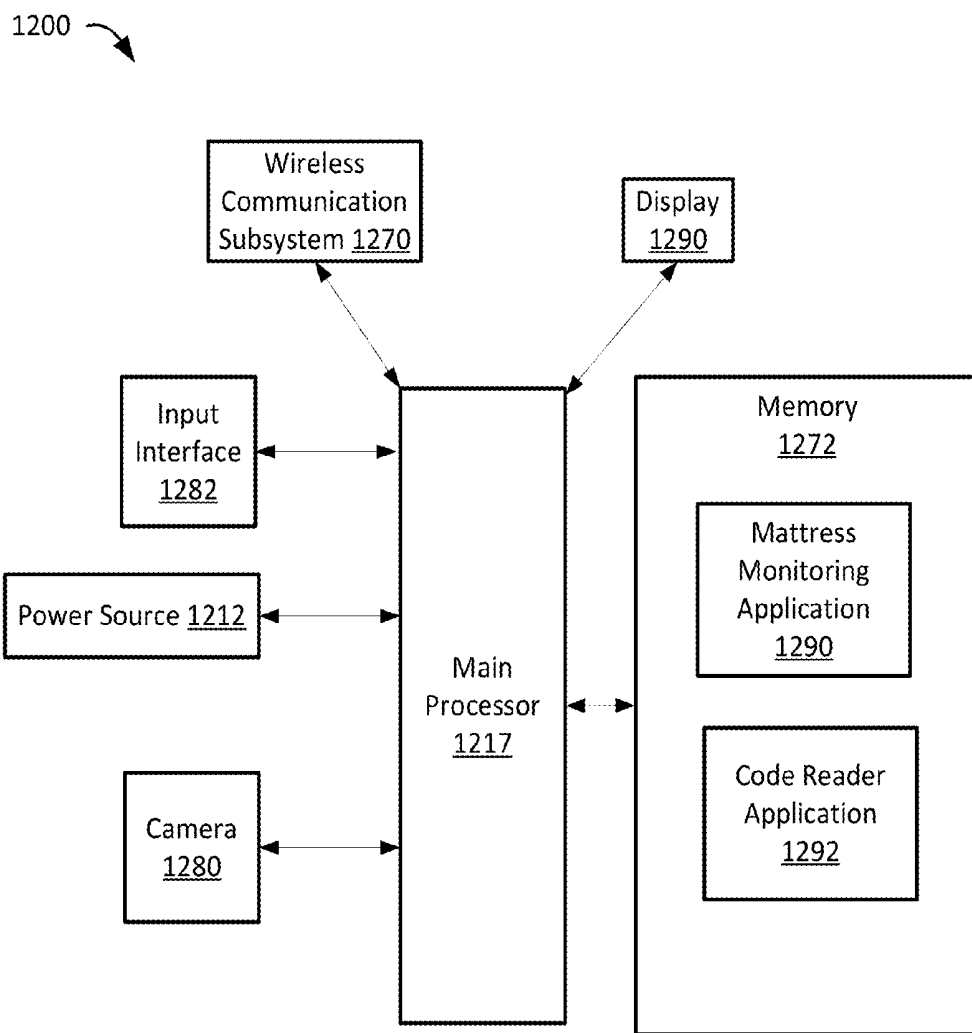 1200
Wireless
Communication
Subsystem 1270
Display
1290
Input
Interface
1282
Memory
1272
Mattress
Monitoring
Application
1290
Power Source 1212
Main
Processor
1217
Code Reader
Application
1292
Camera
1280